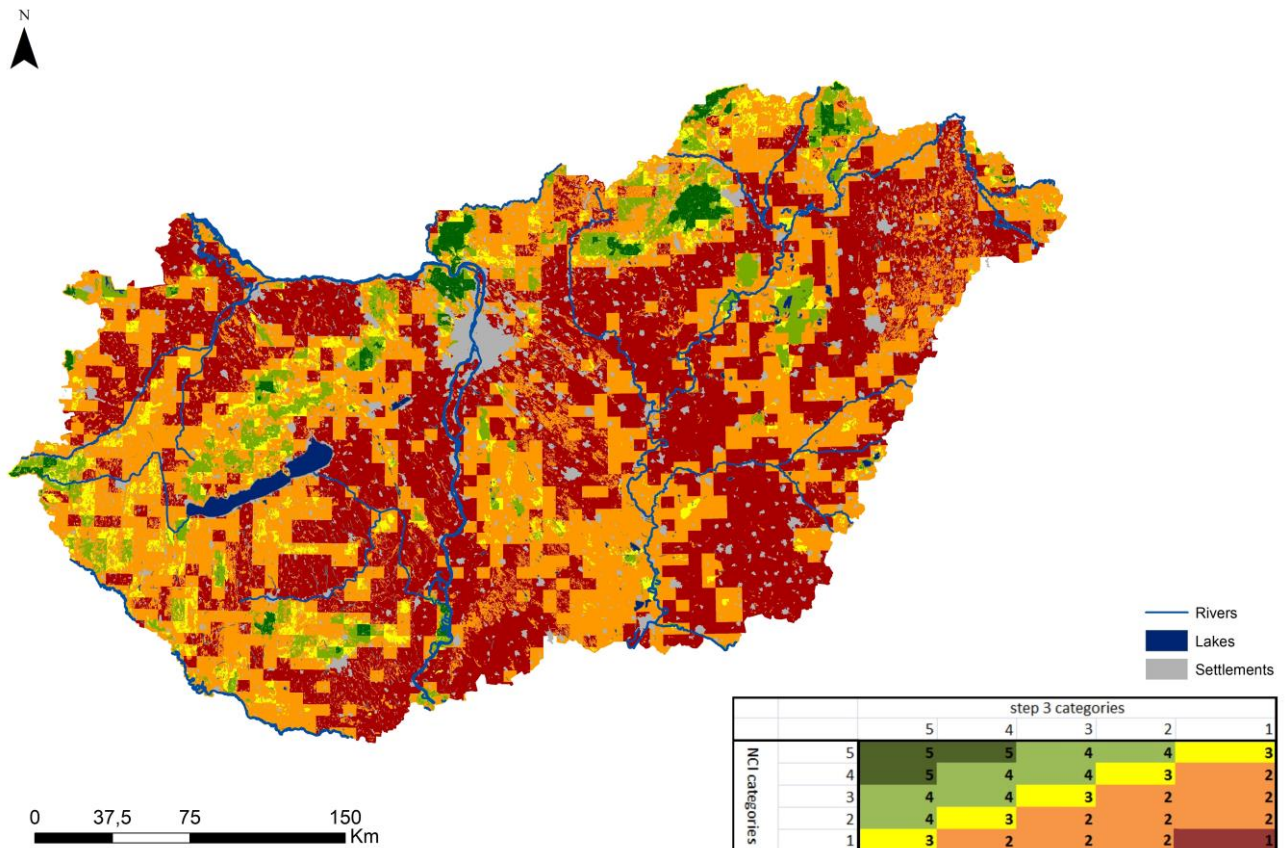 N
Rivers
Lakes
Settlements
step 3 categories
5 4 3 2 1
NCI categories
5 5 5 4 4 3
4 5 4 4 3 2
3 4 4 3 2 2
2 4 3 2 2 2
1 3 2 2 2 1
0 37,5 75 150
Km